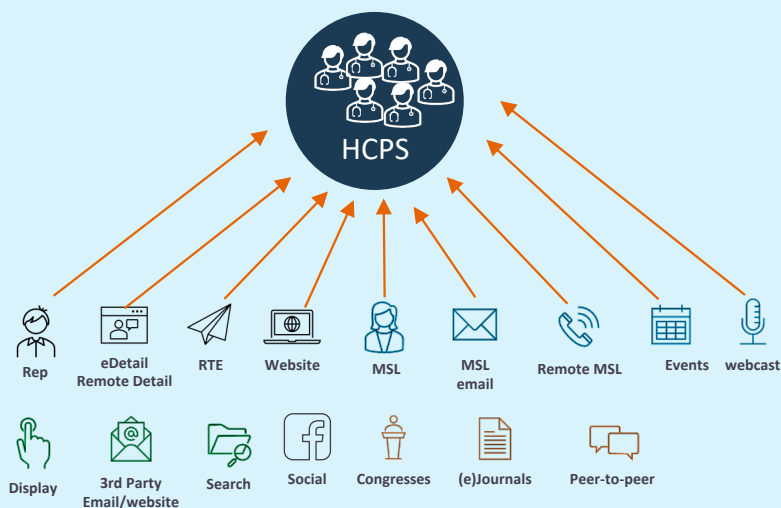 HCPS
Rep
eDetail
Remote Detail
RTE
Website
MSL
MSL
email
Remote MSL
Events
webcast
Display
3rd Party
Email/website
Search
Social
Congresses
(e)Journals
Peer-to-peer